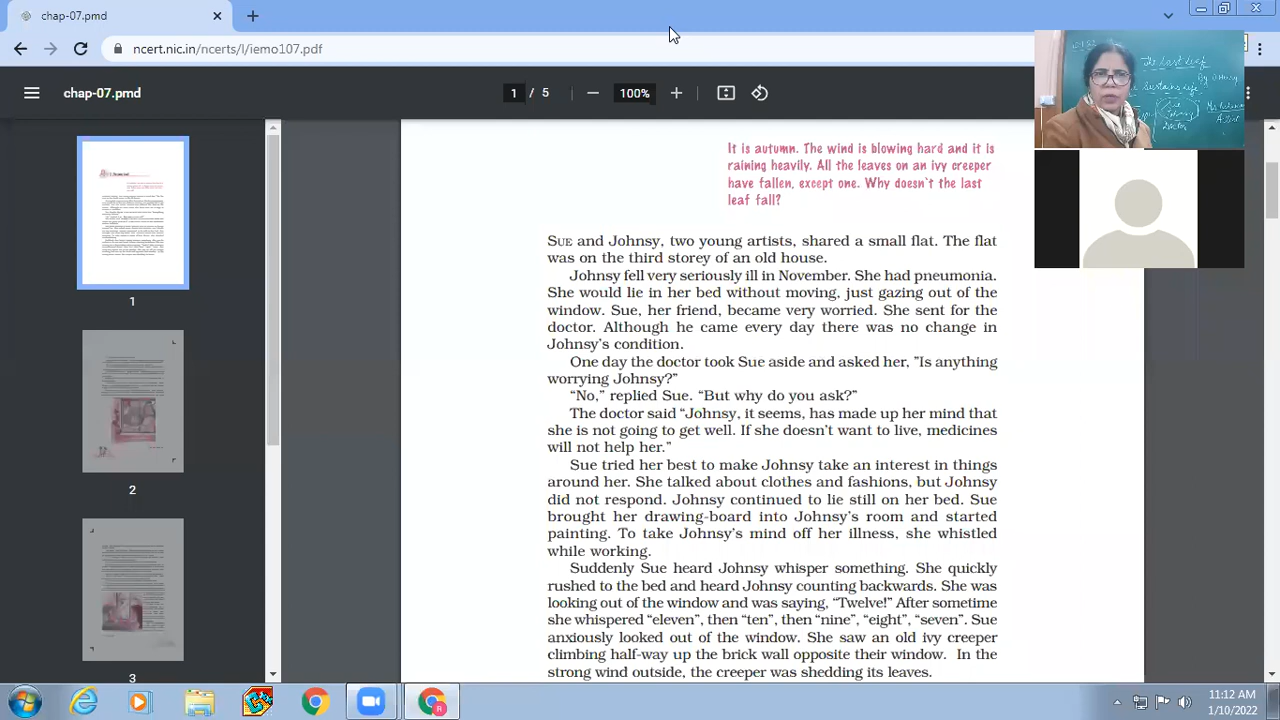 chap-07.pmd
ncert.nic.in/ncerts/l/iemo107.pdf
chap-07.pmd
1 / 5
100%
The Last Leef
By
Sustains Life
It is autumn. The wind is blowing hard and it is
raining heavily. All the leaves on an ivy creeper
have fallen, except one. Why doesn`t the last
leaf fall?
SUE and Johnsy, two young artists, shared a small flat. The flat
was on the third storey of an old house.
Johnsy fell very seriously ill in November. She had pneumonia.
She would lie in her bed without moving, just gazing out of the
window. Sue, her friend, became very worried. She sent for the
doctor. Although he came every day there was no change in
Johnsy's condition.
One day the doctor took Sue aside and asked her, "Is anything
worrying Johnsy?”
“No,” replied Sue. “But why do you ask?”
The doctor said “Johnsy, it seems, has made up her mind that
she is not going to get well. If she doesn't want to live, medicines
will not help her.”
Sue tried her best to make Johnsy take an interest in things
around her. She talked about clothes and fashions, but Johnsy
did not respond. Johnsy continued to lie still on her bed. Sue
brought her drawing-board into Johnsy's room and started
painting. To take Johnsy's mind off her illness, she whistled
while working.
Suddenly Sue heard Johnsy whisper something. She quickly
rushed to the bed and heard Johnsy counting backwards. She was
looking out of the window and was saying, “Twelve!” After sometime
she whispered “eleven”, then “ten”, then “nine”, “eight”, “seven”. Sue
anxiously looked out of the window. She saw an old ivy creeper
climbing half-way up the brick wall opposite their window. In the
strong wind outside, the creeper was shedding its leaves.
1
2
3
11:12 AM
1/10/2022